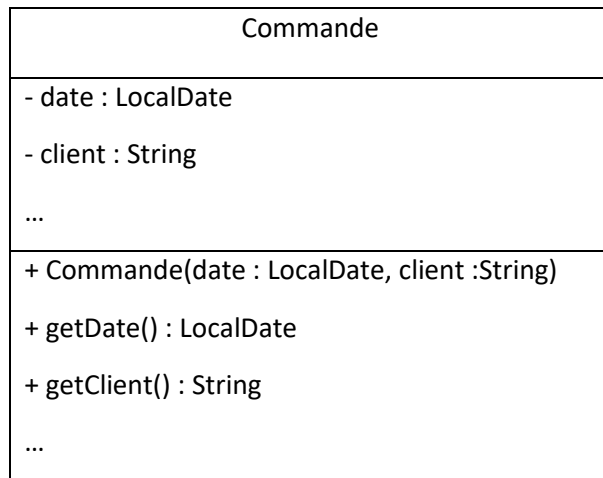 Commande
- date : LocalDate
- client : String
…
+ Commande(date : LocalDate, client :String)
+ getDate() : LocalDate
+ getClient() : String
…